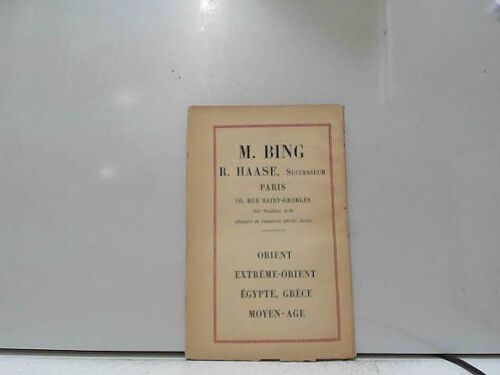 M. BING
R. HAASE, Successeur
PARIS
10, RUE SAINT-GEORGES
ORIENT
EXTRÊME-ORIENT
ÉGYPTE, GRÈCE
MOYEN-AGE